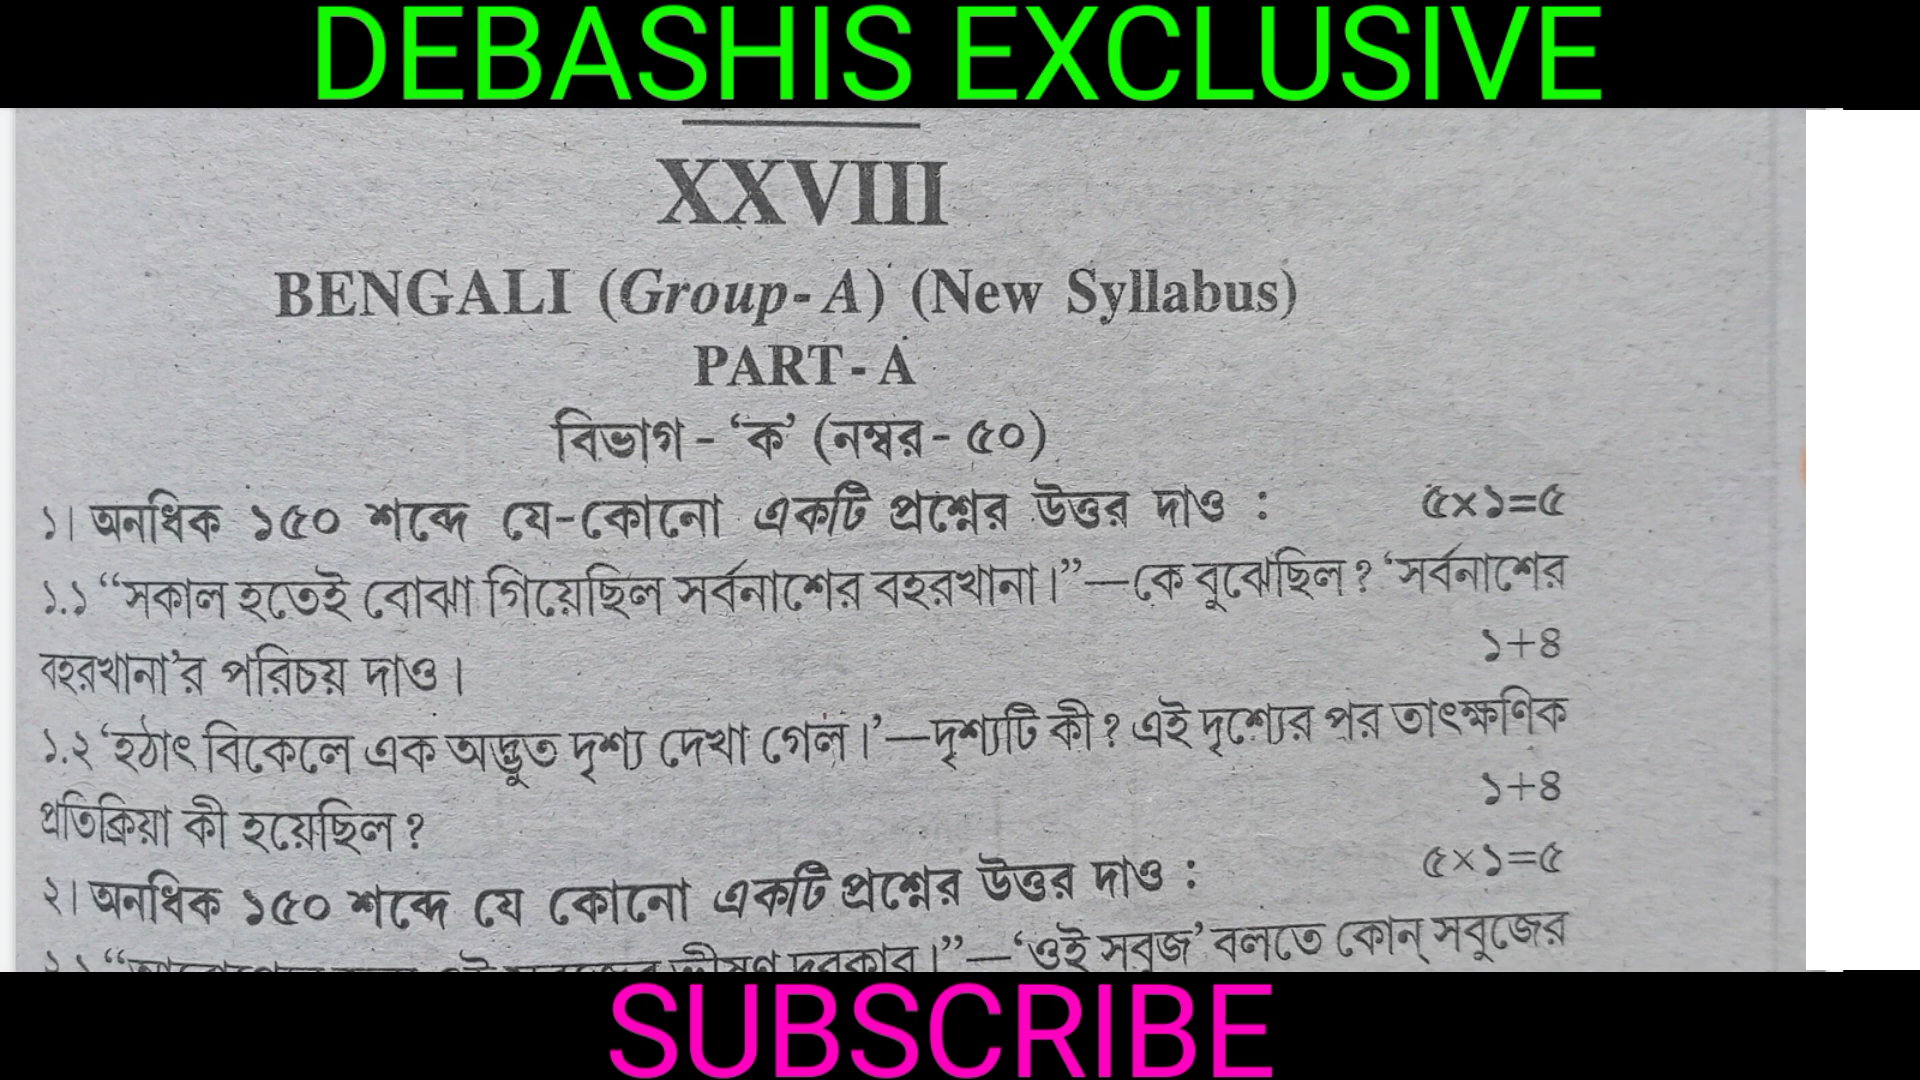 DEBASHIS EXCLUSIVE
XXVIII
BENGALI (Group-A) (New Syllabus)
PART-A
বিভাগ - ‘ক’ (নম্বর - ৫০)
১। অনধিক ১৫০ শব্দে যে-কোনো একটি প্রশ্নের উত্তর দাও : ৫×১=৫
১.১ “সকাল হতেই বোঝা গিয়েছিল সর্বনাশের বহরখানা।”—কে বুঝেছিল? ‘সর্বনাশের
বহরখানা’র পরিচয় দাও। ১+৪
১.২ ‘হঠাৎ বিকেলে এক অদ্ভুত দৃশ্য দেখা গেল।’—দৃশ্যটি কী? এই দৃশ্যের পর তাৎক্ষণিক
প্রতিক্রিয়া কী হয়েছিল? ১+৪
২। অনধিক ১৫০ শব্দে যে কোনো একটি প্রশ্নের উত্তর দাও : ৫×১=৫
ভীষণ দরকার।”—‘ওই সবুজ’ বলতে কোন্ সবুজের
SUBSCRIBE